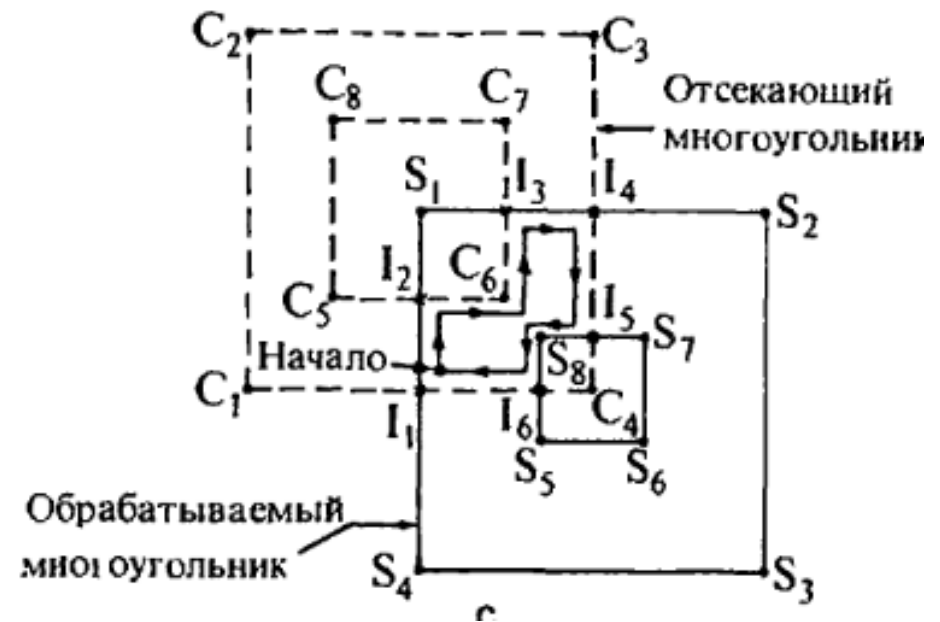 C₂
C₃
C₈
C₇
Отсекающий
многоугольник
S₁
I₃
I₄
S₂
I₂
C₆
C₅
I₅
Начало
S₈
S₇
C₁
I₁
I₆
C₄
S₅
S₆
Обрабатываемый
многоугольник
S₄
S₃
с